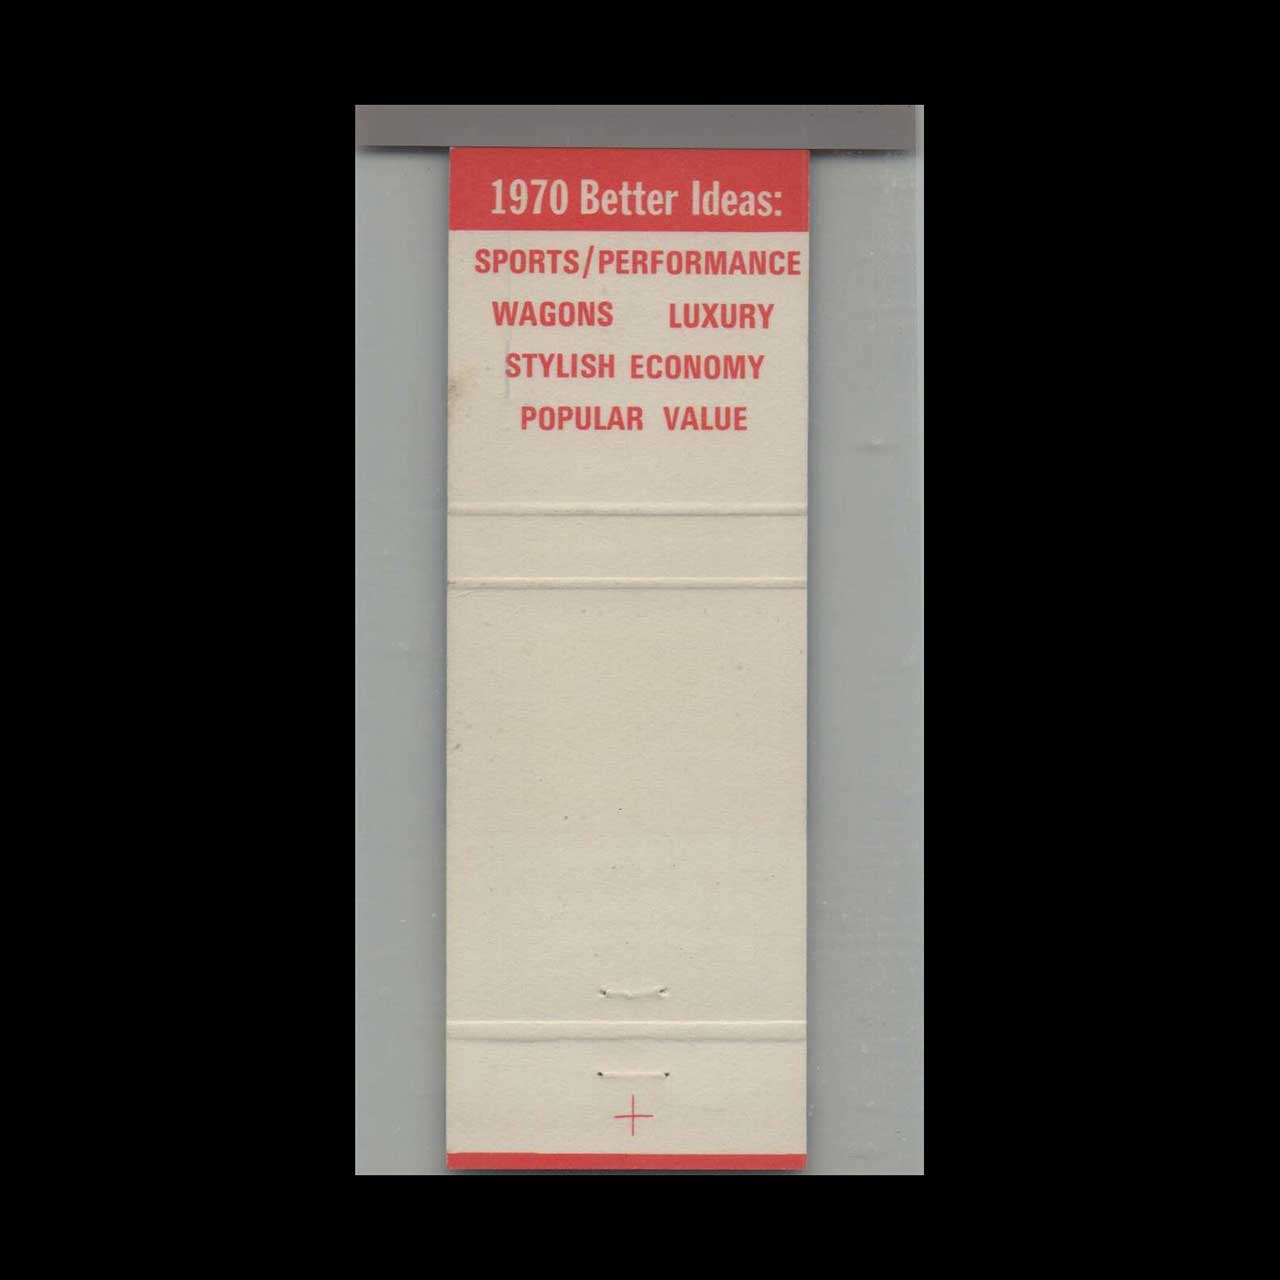 1970 Better Ideas:
SPORTS/PERFORMANCE
WAGONS LUXURY
STYLISH ECONOMY
POPULAR VALUE